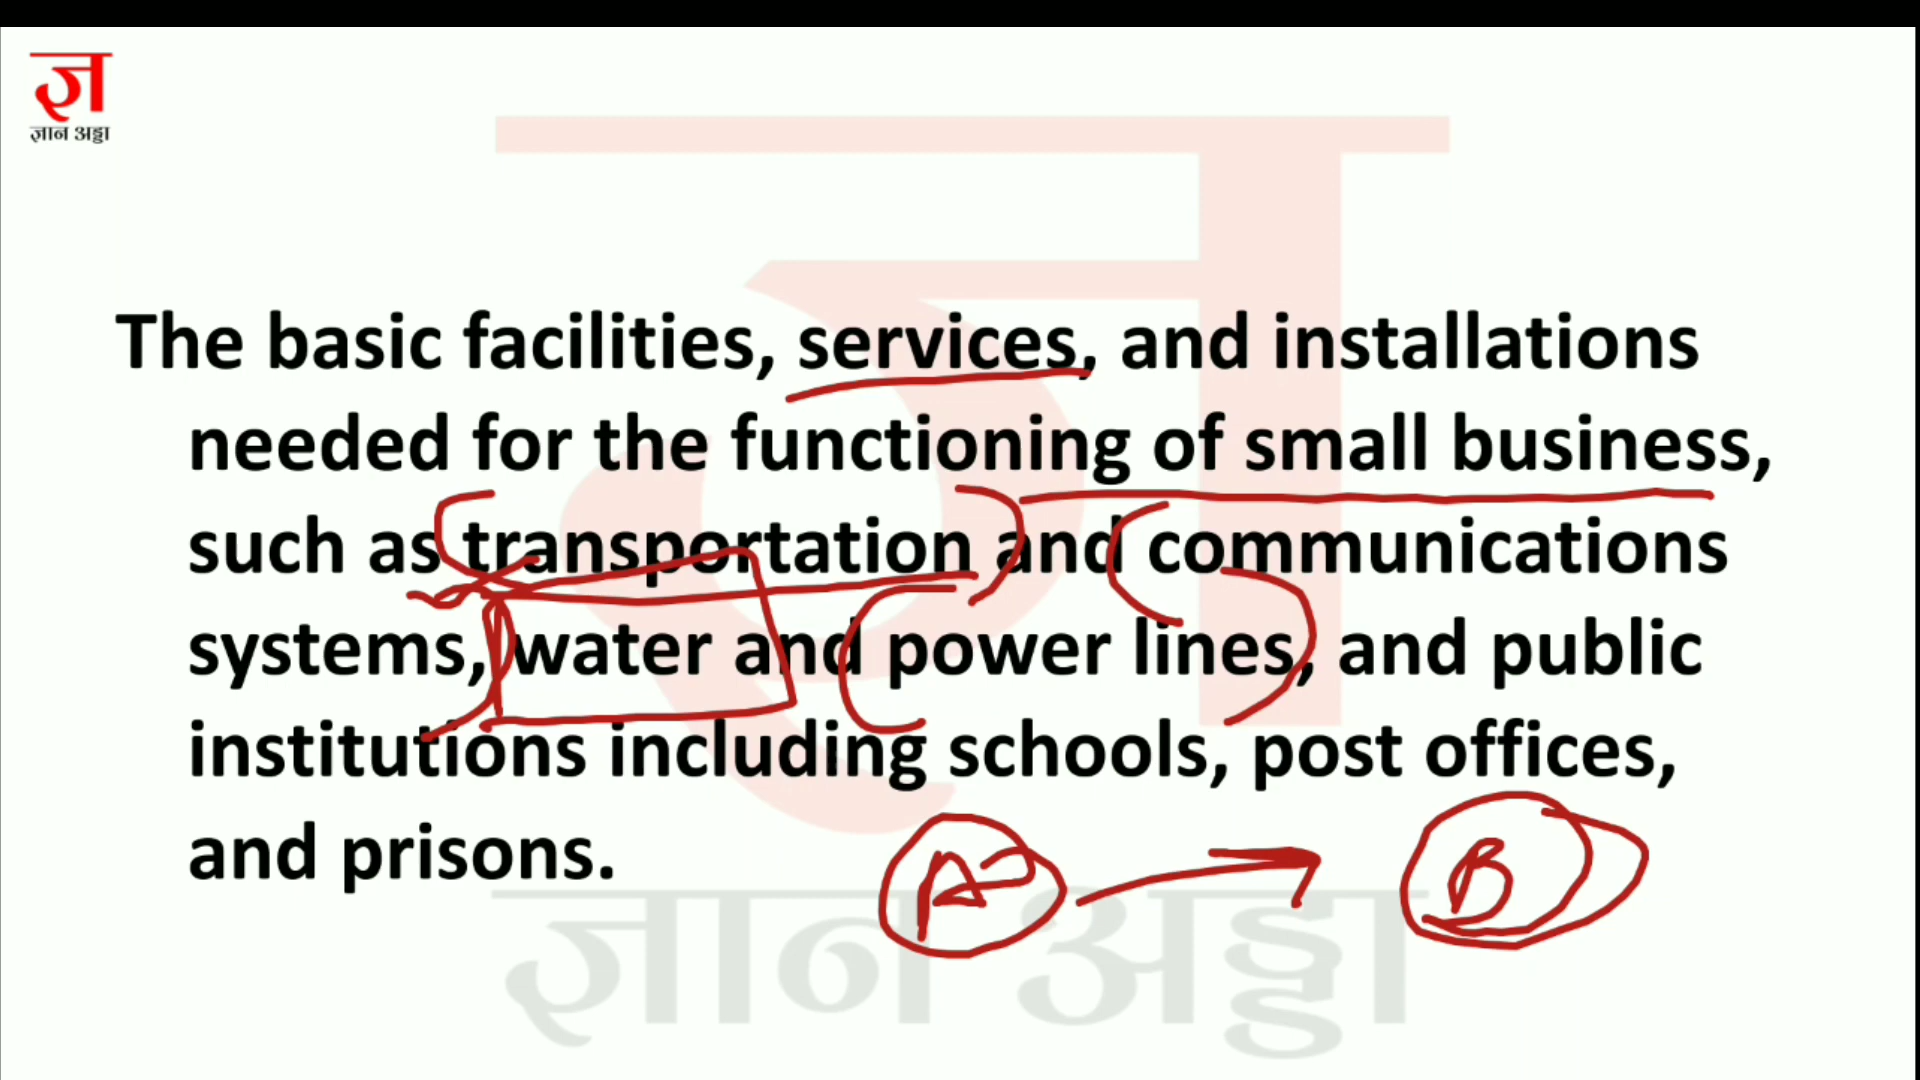 ज्ञ
ज्ञान अड्डा
The basic facilities, services, and installations
needed for the functioning of small business,
such as transportation and communications
systems, water and power lines, and public
institutions including schools, post offices,
and prisons.
A B
ज्ञान अड्डा